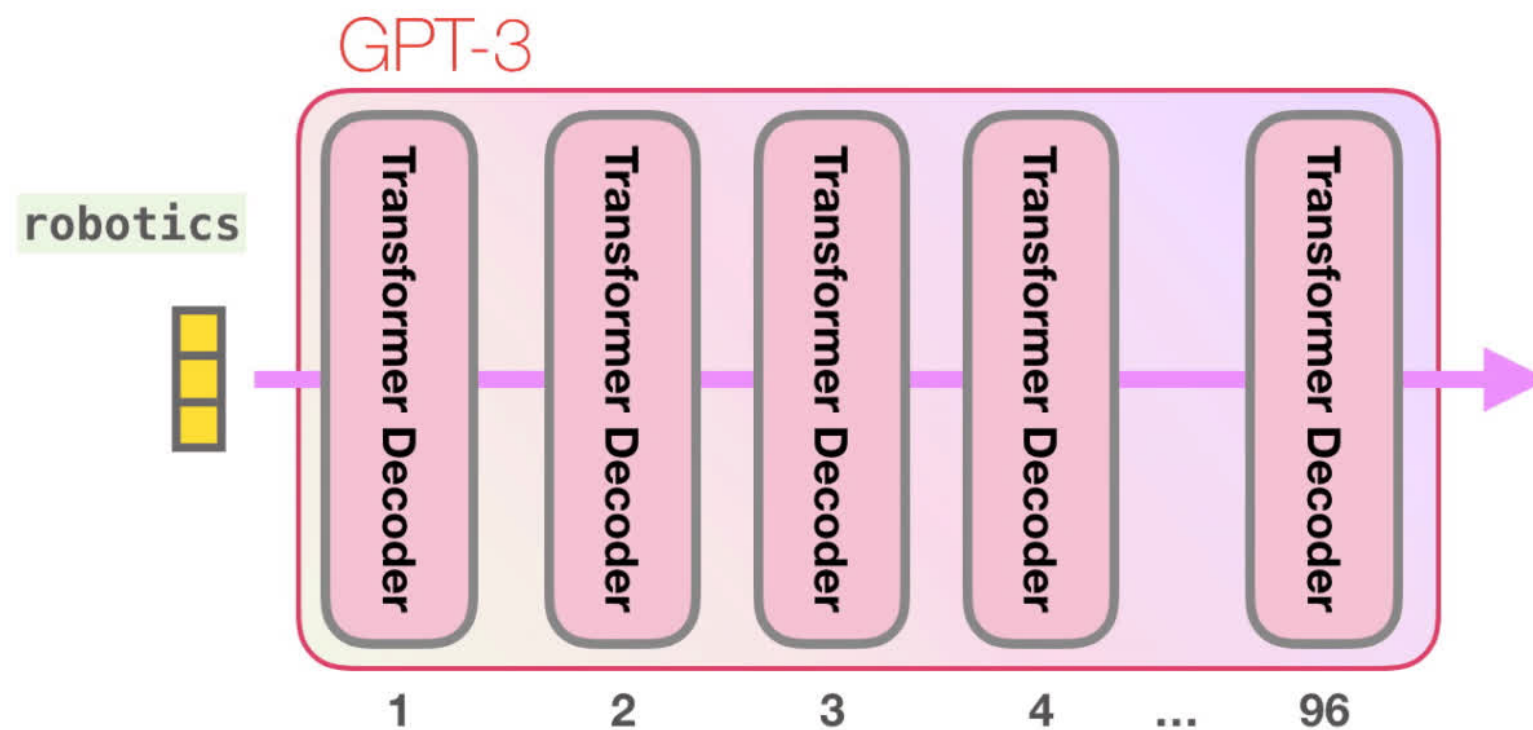 GPT-3
robotics
Transformer Decoder
Transformer Decoder
Transformer Decoder
Transformer Decoder
Transformer Decoder
1 2 3 4 ... 96